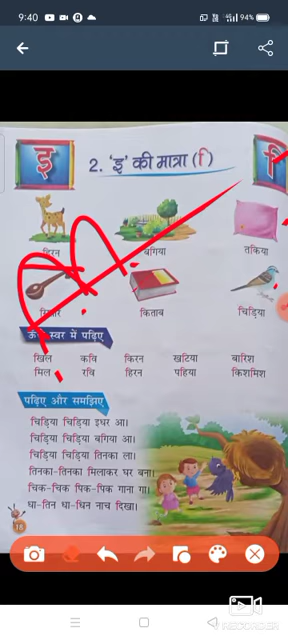 9:40
94%
इ
2. 'इ' की मात्रा (ि)
हिरन बगिया तकिया
किताब चिड़िया
स्वर में पढ़िए
खिल कवि किरन खटिया बारिश
मिल रवि हिरन पहिया किशमिश
पढ़िए और समझिए
चिड़िया चिड़िया इधर आ।
चिड़िया चिड़िया बगिया आ।
चिड़िया चिड़िया तिनका ला।
तिनका-तिनका मिलाकर घर बना।
चिक-चिक पिक-पिक गाना गा।
धा-तिन धा-धिन नाच दिखा।
18
RECORDER